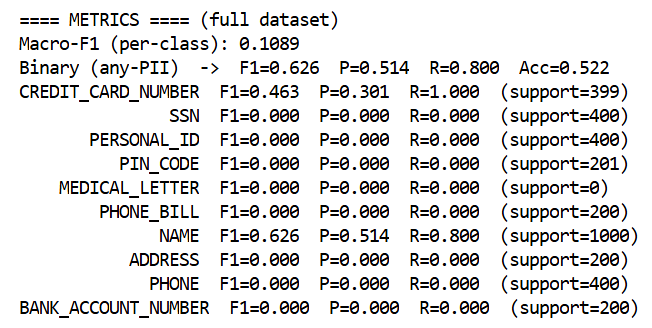 ==== METRICS ==== (full dataset)
Macro-F1 (per-class): 0.1089
Binary (any-PII)  ->  F1=0.626  P=0.514  R=0.800  Acc=0.522
CREDIT_CARD_NUMBER  F1=0.463  P=0.301  R=1.000  (support=399)
SSN  F1=0.000  P=0.000  R=0.000  (support=400)
PERSONAL_ID  F1=0.000  P=0.000  R=0.000  (support=400)
PIN_CODE  F1=0.000  P=0.000  R=0.000  (support=201)
MEDICAL_LETTER  F1=0.000  P=0.000  R=0.000  (support=0)
PHONE_BILL  F1=0.000  P=0.000  R=0.000  (support=200)
NAME  F1=0.626  P=0.514  R=0.800  (support=1000)
ADDRESS  F1=0.000  P=0.000  R=0.000  (support=200)
PHONE  F1=0.000  P=0.000  R=0.000  (support=400)
BANK_ACCOUNT_NUMBER  F1=0.000  P=0.000  R=0.000  (support=200)